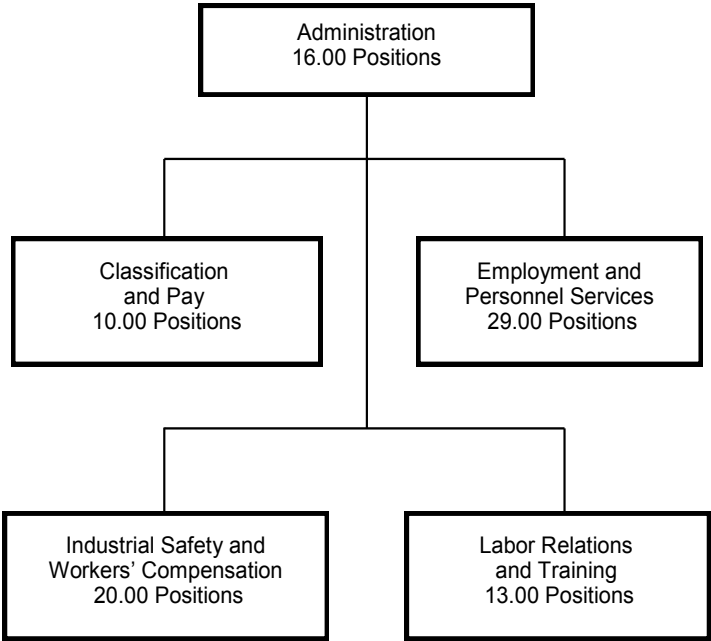 Administration
16.00 Positions
Classification
and Pay
10.00 Positions
Employment and
Personnel Services
29.00 Positions
Industrial Safety and
Workers’ Compensation
20.00 Positions
Labor Relations
and Training
13.00 Positions